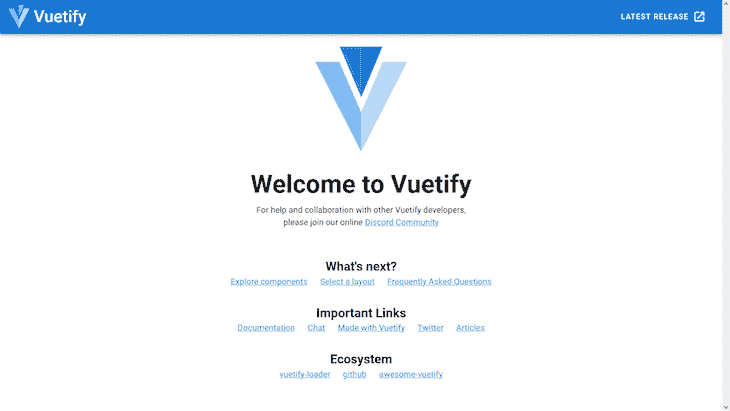 Vuetify
LATEST RELEASE
Welcome to Vuetify
For help and collaboration with other Vuetify developers,
please join our online Discord Community
What's next?
Explore components Select a layout Frequently Asked Questions
Important Links
Documentation Chat Made with Vuetify Twitter Articles
Ecosystem
vuetify-loader github awesome-vuetify